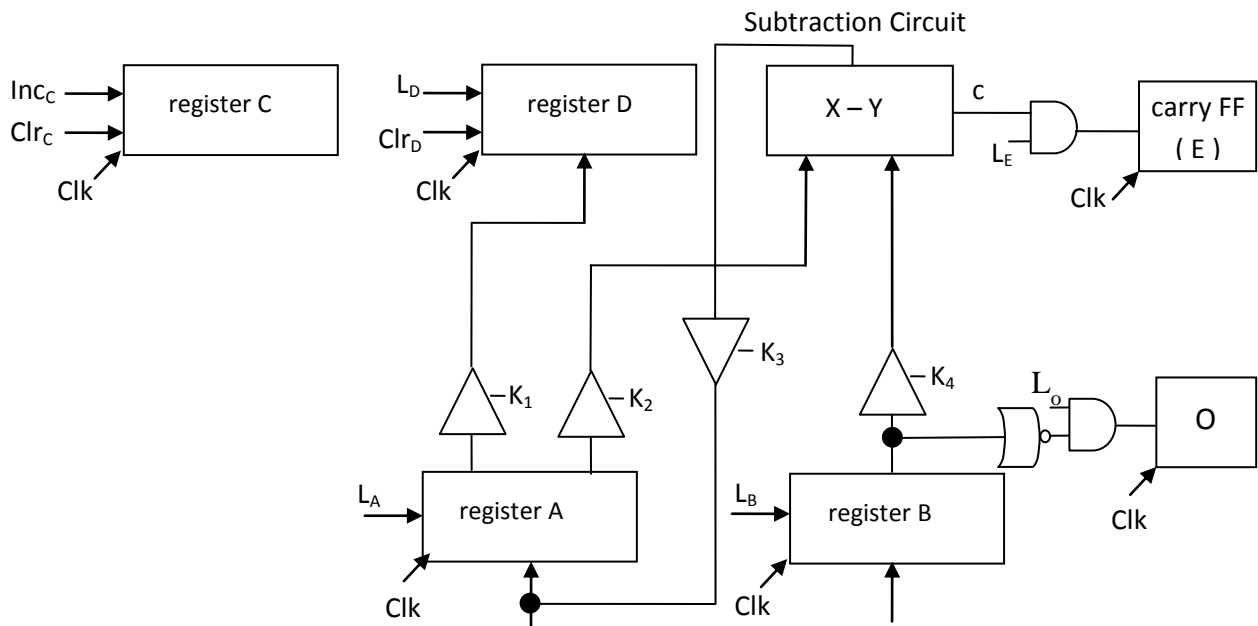 Subtraction Circuit
Inc_C
Clr_C
Clk
register C
L_D
Clr_D
Clk
register D
X – Y
c
L_E
carry FF
( E )
Clk
K_1
K_2
K_3
K_4
L_o
O
Clk
L_A
register A
Clk
L_B
register B
Clk